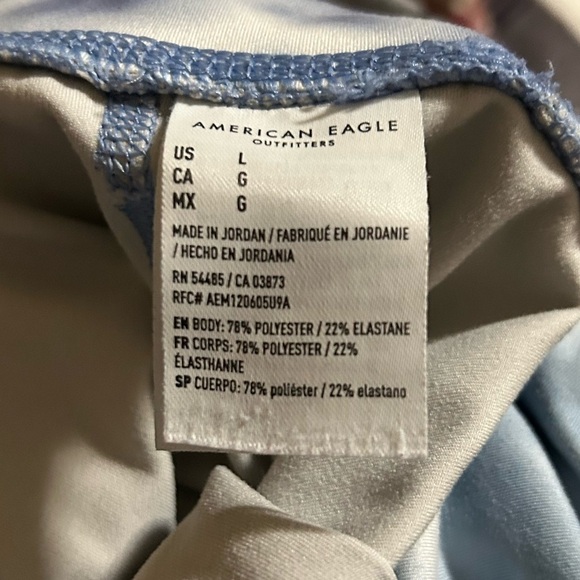 AMERICAN EAGLE
OUTFITTERS
US L
CA G
MX G
MADE IN JORDAN / FABRIQUÉ EN JORDANIE
/ HECHO EN JORDANIA
RN 54485 / CA 03873
RFC# AEM120605U9A
EN BODY: 78% POLYESTER / 22% ELASTANE
FR CORPS: 78% POLYESTER / 22%
ÉLASTHANNE
SP CUERPO: 78% poliéster / 22% elastano